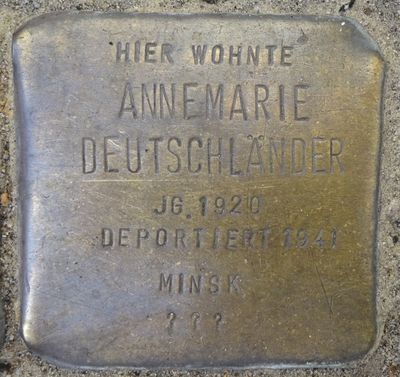 HIER WOHNTE
ANNEMARIE
DEUTSCHLÄNDER
JG. 1920
DEPORTIERT 1941
MINSK
? ? ?